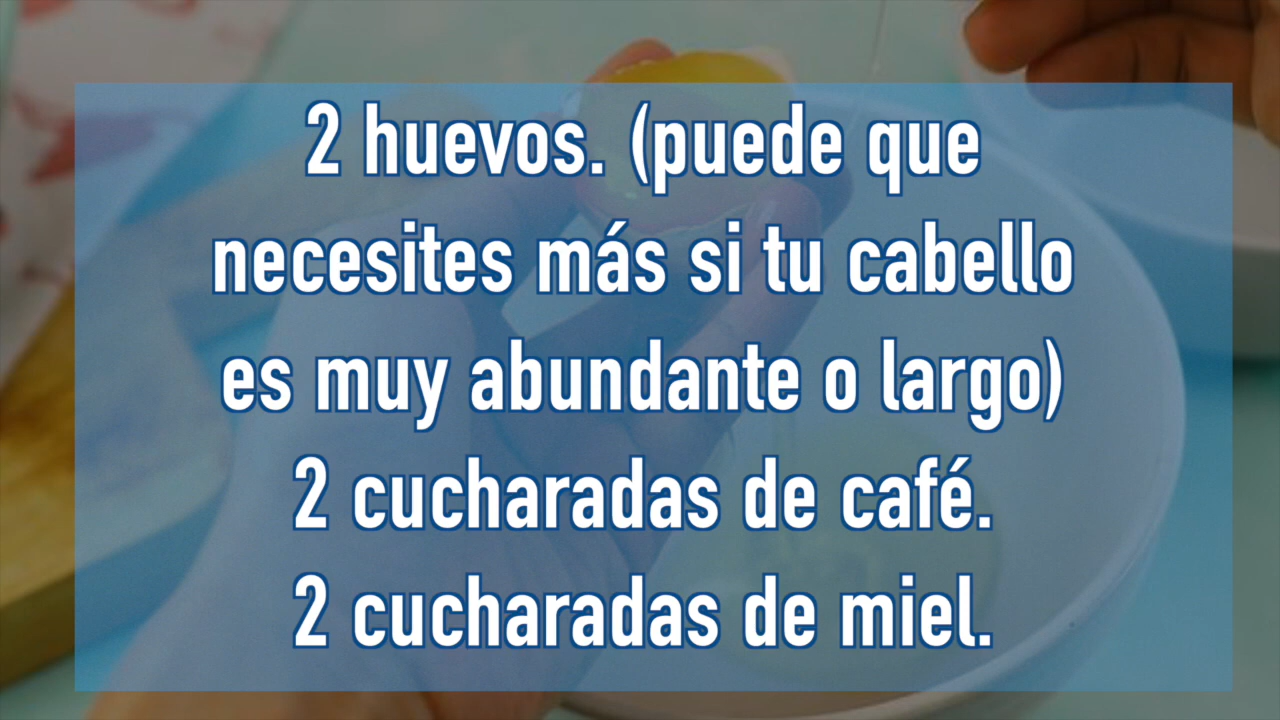 2 huevos. (puede que
necesites más si tu cabello
es muy abundante o largo)
2 cucharadas de café.
2 cucharadas de miel.